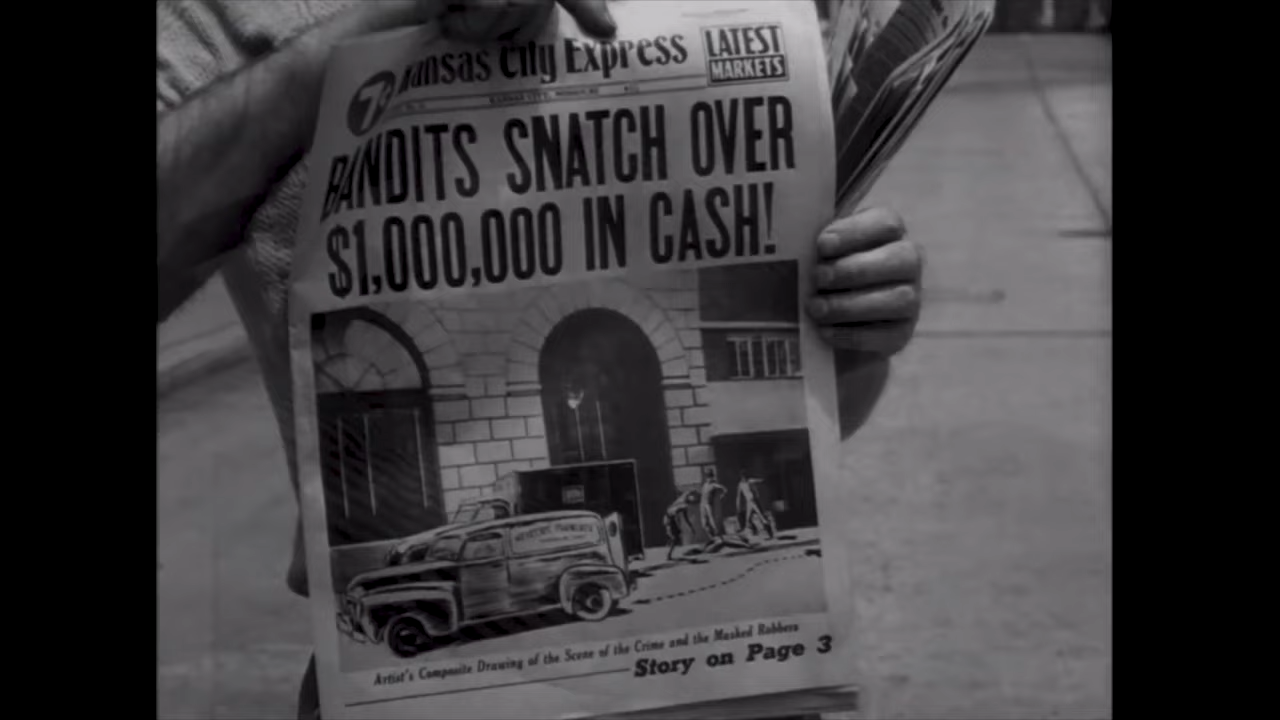 Kansas City Express
LATEST
MARKETS
7¢
BANDITS SNATCH OVER
$1,000,000 IN CASH!
Artist's Composite Drawing of the Scene of the Crime and the Masked Robbers
Story on Page 3